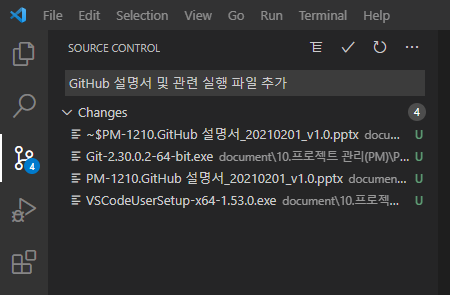 File Edit Selection View Go Run Terminal Help
SOURCE CONTROL
GitHub 설명서 및 관련 실행 파일 추가
Changes 4
~$PM-1210.GitHub 설명서_20210201_v1.0.pptx docu... U
Git-2.30.0.2-64-bit.exe document\10.프로젝트 관리(PM)\P... U
4
PM-1210.GitHub 설명서_20210201_v1.0.pptx documen... U
VSCodeUserSetup-x64-1.53.0.exe document\10.프로젝... U